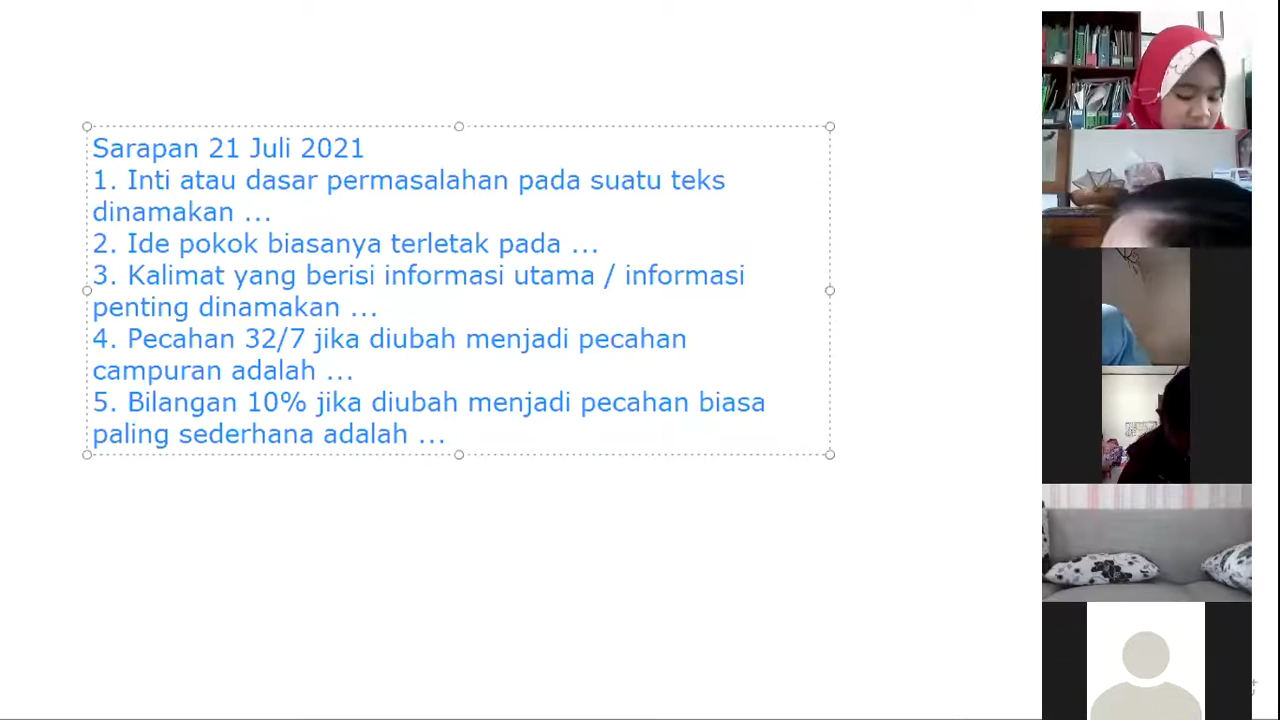 Sarapan 21 Juli 2021
1. Inti atau dasar permasalahan pada suatu teks
dinamakan ...
2. Ide pokok biasanya terletak pada ...
3. Kalimat yang berisi informasi utama / informasi
penting dinamakan ...
4. Pecahan 32/7 jika diubah menjadi pecahan
campuran adalah ...
5. Bilangan 10% jika diubah menjadi pecahan biasa
paling sederhana adalah ...